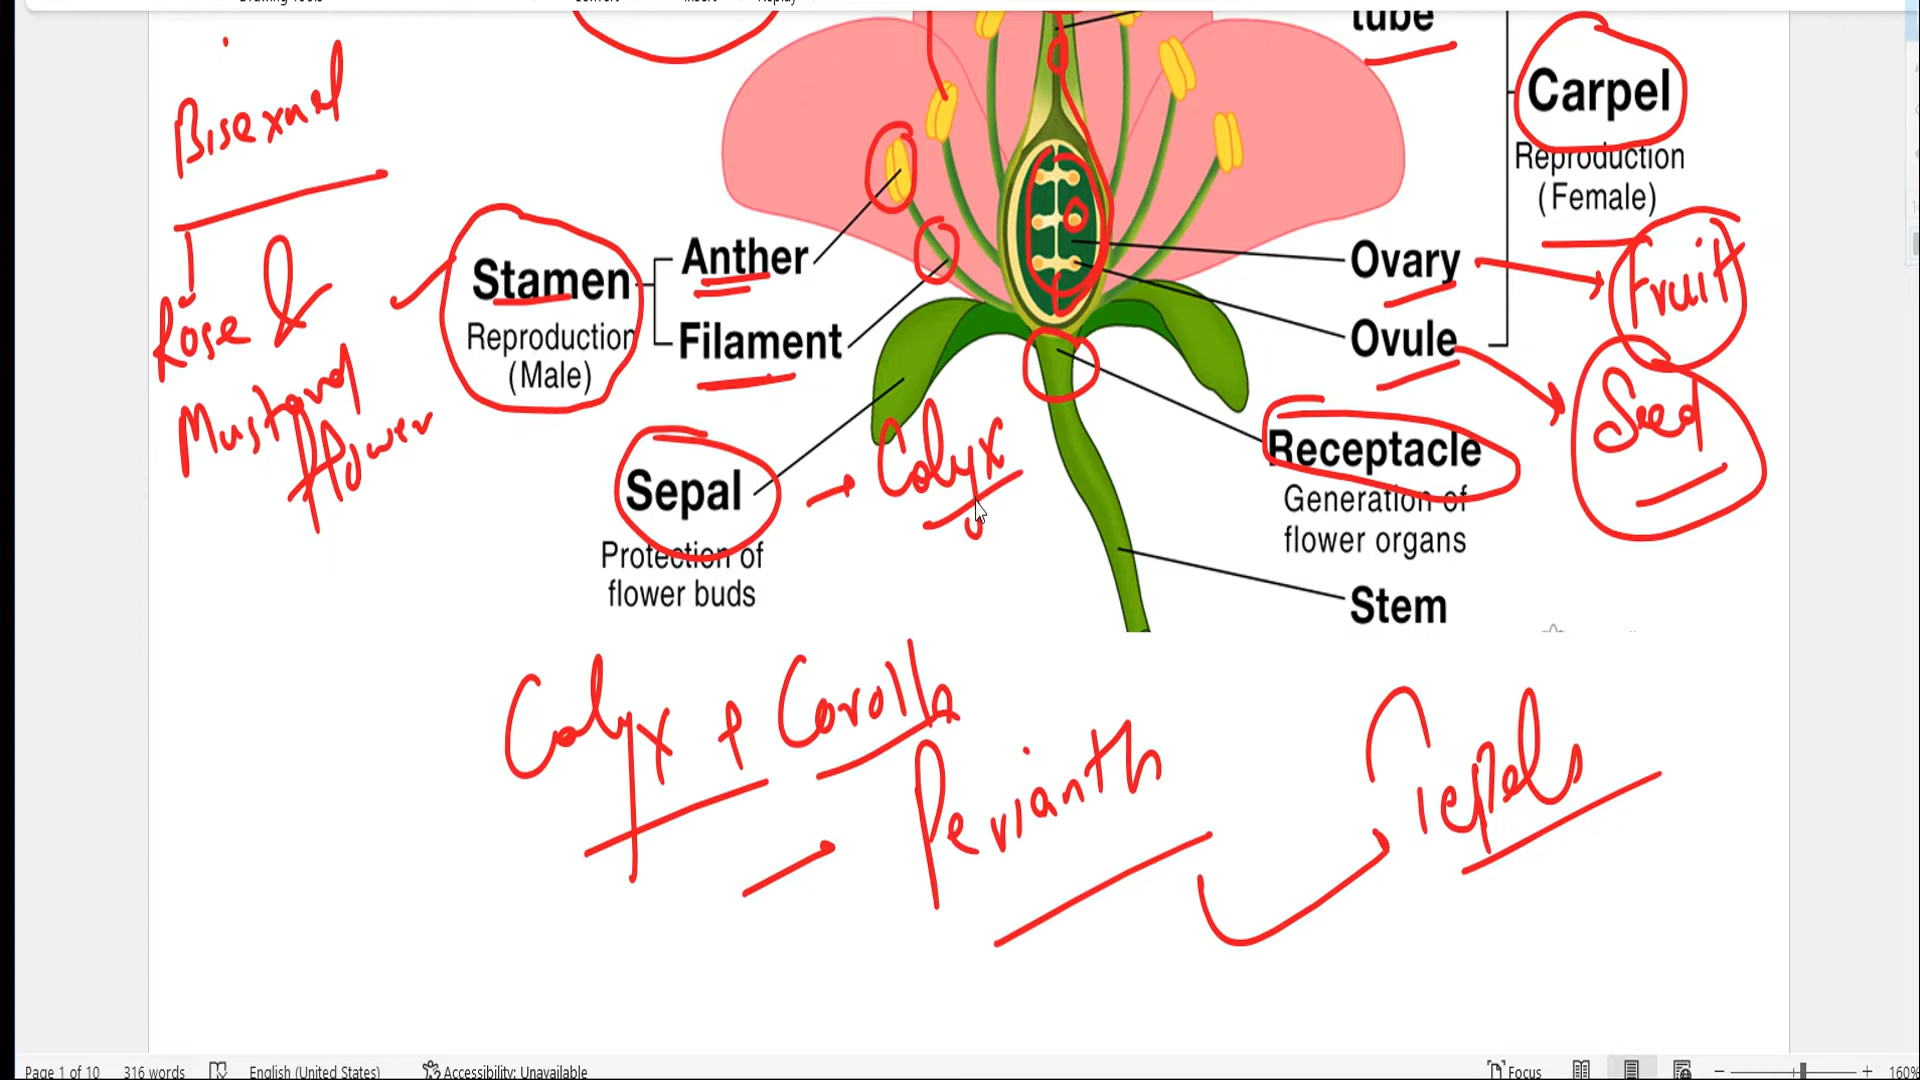 tube
Carpel
Reproduction
(Female)
Bisexual
Rose &
Mustard
flower
Stamen
Reproduction
(Male)
Anther
Filament
Ovary
Fruit
Ovule
Seed
Sepal
Calyx
Protection of
flower buds
Receptacle
Generation of
flower organs
Stem
Calyx & Corolla
Perianth
Tepels
Page 1 of 10
316 words
English (United States)
Accessibility: Unavailable
Focus
160%